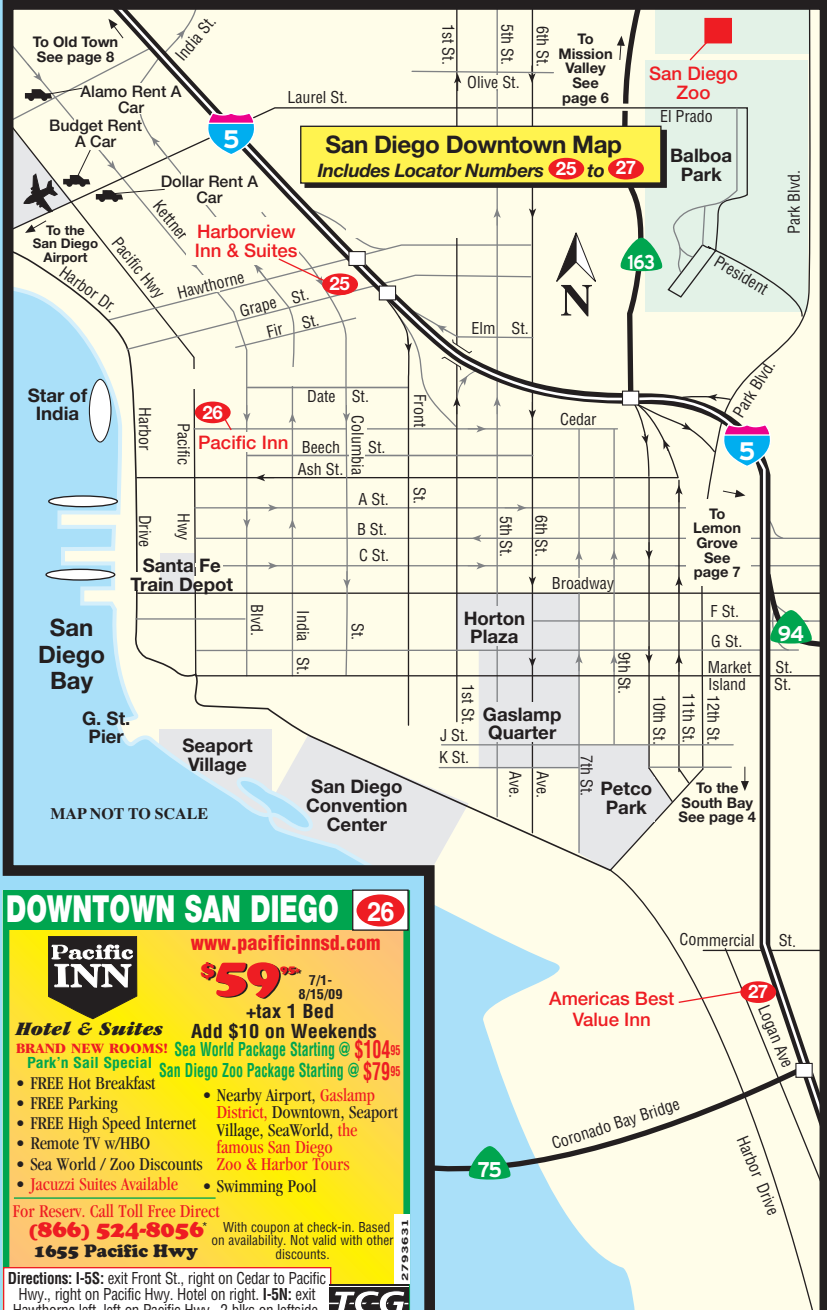 To Old Town
See page 8
India St.
1st St.
5th St.
6th St.
To
Mission
Valley
See
page 6
San Diego
Zoo
Olive St.
Alamo Rent A
Car
Laurel St.
El Prado
Budget Rent
A Car
5
San Diego Downtown Map
Includes Locator Numbers 25 to 27
Balboa
Park
Park Blvd.
Dollar Rent A
Car
Kettner
To the
San Diego
Airport
Harborview
Inn & Suites
Pacific Hwy
Harbor Dr.
Hawthorne
25
N
163
President
Grape St.
Fir St.
Elm St.
Star of
India
Date St.
Front
Park Blvd.
26
Pacific Inn
Cedar
Harbor
Pacific
Columbia
Beech St.
Ash St.
5
A St.
St.
B St.
C St.
5th St.
6th St.
To
Lemon
Grove
See
page 7
Drive
Hwy
Santa Fe
Train Depot
Broadway
Blvd.
India
St.
St.
Horton
Plaza
F St.
94
G St.
San
Diego
Bay
9th St.
Market St.
Island St.
1st St.
10th St.
11th St.
12th St.
G. St.
Pier
Gaslamp
Quarter
J St.
K St.
Seaport
Village
Ave.
Ave.
7th St.
Petco
Park
To the
South Bay
See page 4
San Diego
Convention
Center
MAP NOT TO SCALE
Commercial St.
Americas Best
Value Inn
27
Logan Ave
Coronado Bay Bridge
75
Harbor Drive
DOWNTOWN SAN DIEGO 26
Pacific
INN
Hotel & Suites
www.pacificinnsd.com
$59 95*
7/1-
8/15/09
+tax 1 Bed
Add $10 on Weekends
BRAND NEW ROOMS!
Park'n Sail Special
Sea World Package Starting @ $104 95
San Diego Zoo Package Starting @ $79 95
• FREE Hot Breakfast
• FREE Parking
• FREE High Speed Internet
• Remote TV w/HBO
• Sea World / Zoo Discounts
• Jacuzzi Suites Available
• Nearby Airport, Gaslamp
District, Downtown, Seaport
Village, SeaWorld, the
famous San Diego
Zoo & Harbor Tours
• Swimming Pool
For Reserv. Call Toll Free Direct
(866) 524-8056*
1655 Pacific Hwy
With coupon at check-in. Based
on availability. Not valid with other
discounts.
2793631
Directions: I-5S: exit Front St., right on Cedar to Pacific
Hwy., right on Pacific Hwy. Hotel on right. I-5N: exit
Hawthorne left, left on Pacific Hwy., 2 blks on leftside
TCG